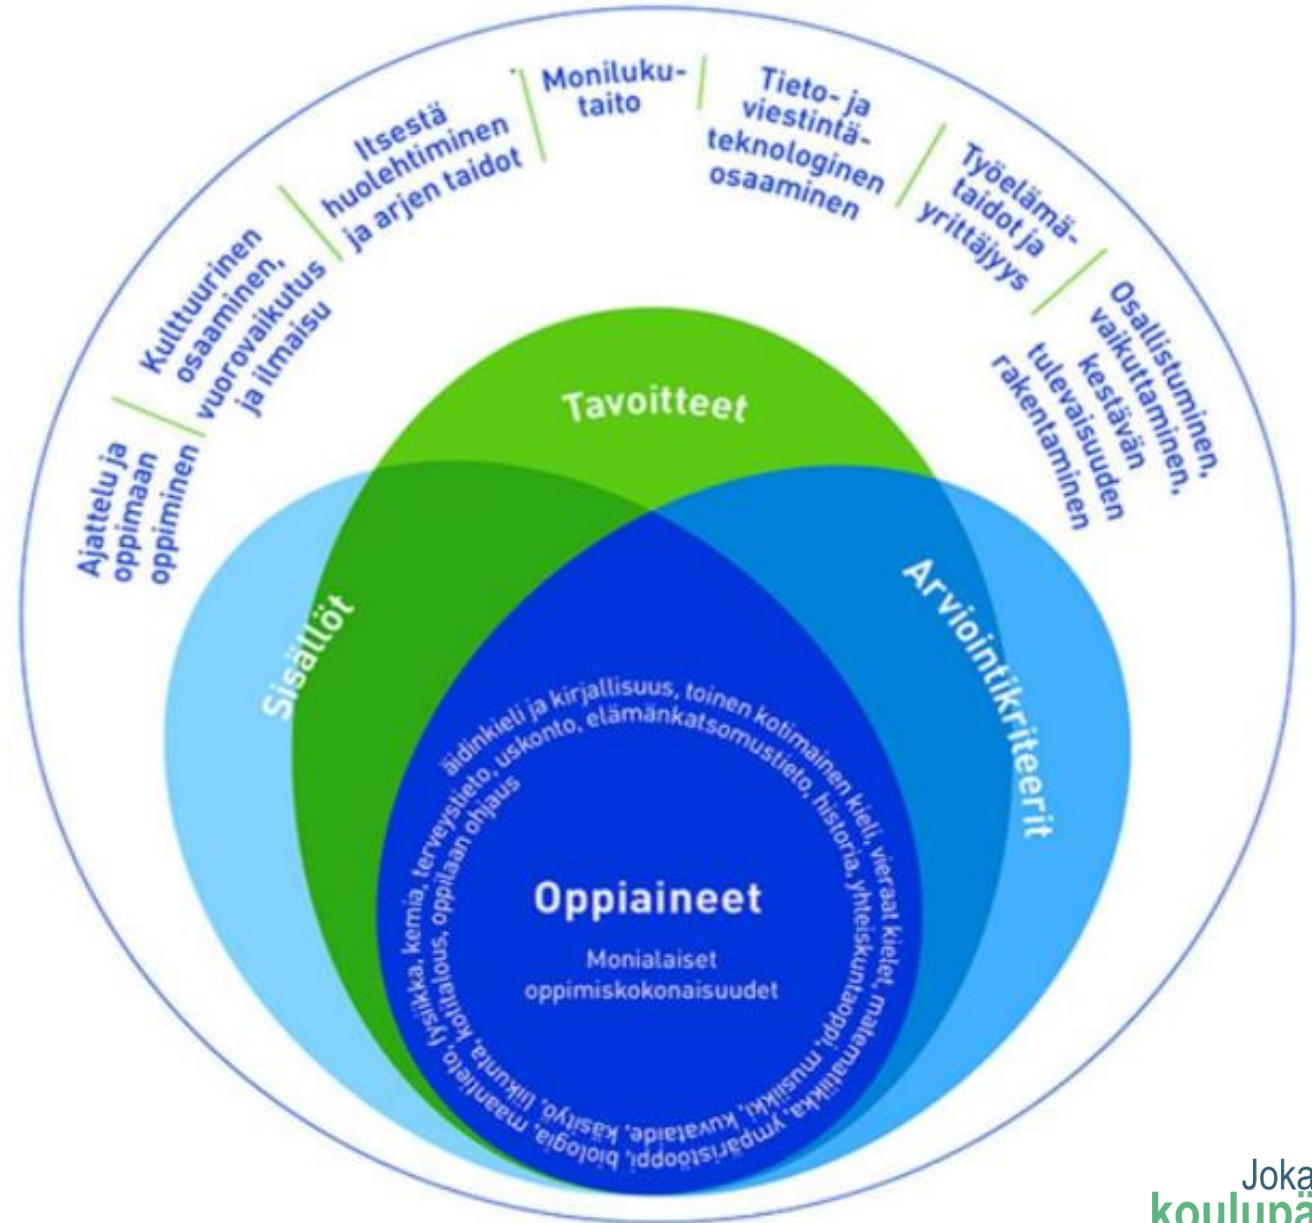 Ajattelu ja
oppimaan
oppiminen
Kulttuurinen
osaaminen,
vuorovaikutus
ja ilmaisu
Itsestä
huolehtiminen
ja arjen taidot
Moniluku-
taito
Tieto- ja
viestintä-
teknologinen
osaaminen
Työelämä-
taidot ja
yrittäjyys
Osallistuminen,
vaikuttaminen,
kestävän
tulevaisuuden
rakentaminen
Tavoitteet
Sisällöt
Arviointikriteerit
äidinkieli ja kirjallisuus, toinen kotimainen kieli, vieraat kielet, matematiikka, ympäristöoppi, biologia, maantieto, fysiikka, kemia, terveystieto, uskonto, elämänkatsomustieto, historia, yhteiskuntaoppi, musiikki, kuvataide, käsityö, liikunta, kotitalous, oppilaan ohjaus
Oppiaineet
Monialaiset
oppimiskokonaisuudet
Joka
koulupä